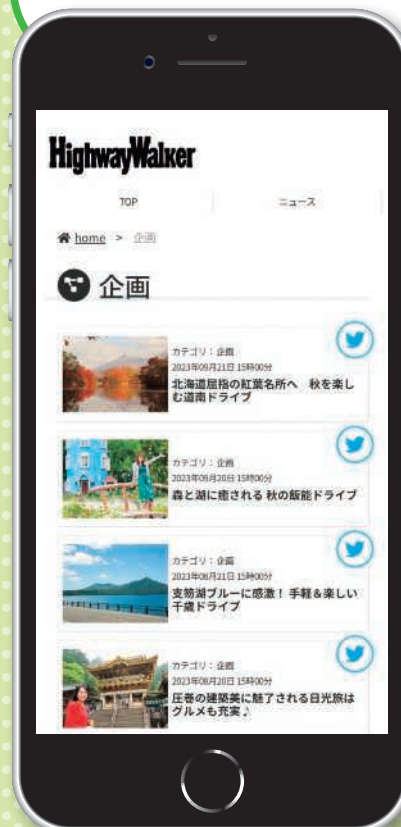 HighwayWalker
TOP
ニュース
home > 企画
企画
カテゴリ：企画
2023年09月21日 15時00分
北海道屈指の紅葉名所へ　秋を楽し
む道南ドライブ
カテゴリ：企画
2023年09月20日 15時00分
森と湖に癒される 秋の飯能ドライブ
カテゴリ：企画
2023年08月21日 15時00分
支笏湖ブルーに感激！ 手軽＆楽しい
千歳ドライブ
カテゴリ：企画
2023年08月20日 15時00分
圧巻の建築美に魅了される日光旅は
グルメも充実♪